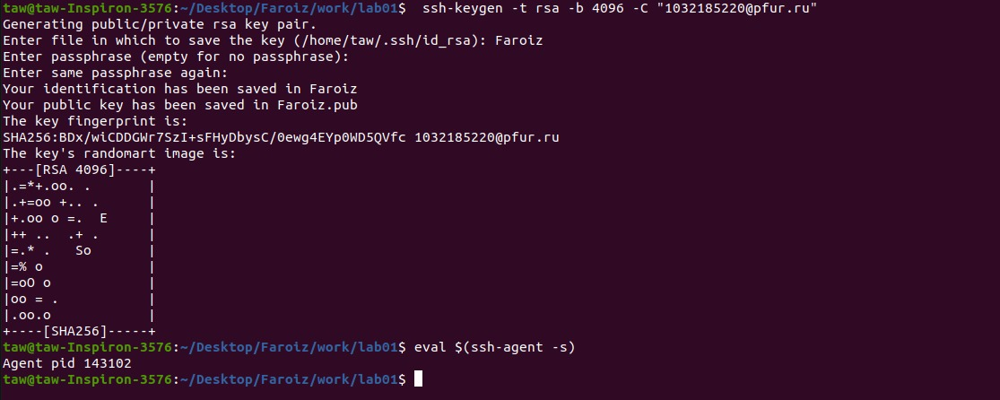 taw@taw-Inspiron-3576:~/Desktop/Faroiz/work/lab01$  ssh-keygen -t rsa -b 4096 -C "1032185220@pfur.ru"
Generating public/private rsa key pair.
Enter file in which to save the key (/home/taw/.ssh/id_rsa): Faroiz
Enter passphrase (empty for no passphrase):
Enter same passphrase again:
Your identification has been saved in Faroiz
Your public key has been saved in Faroiz.pub
The key fingerprint is:
SHA256:BDx/wiCDDGWr7SzI+sFHyDbysC/0ewg4EYp0WD5QVfc 1032185220@pfur.ru
The key's randomart image is:
+---[RSA 4096]----+
|.=*+.oo. .       |
|.+=oo +.. .      |
|+.oo o =.  E     |
|++ ..  .+ .      |
|=.* .   So       |
|=% o             |
|=oO o            |
|oo = .           |
|.oo.o            |
+----[SHA256]-----+
taw@taw-Inspiron-3576:~/Desktop/Faroiz/work/lab01$ eval $(ssh-agent -s)
Agent pid 143102
taw@taw-Inspiron-3576:~/Desktop/Faroiz/work/lab01$